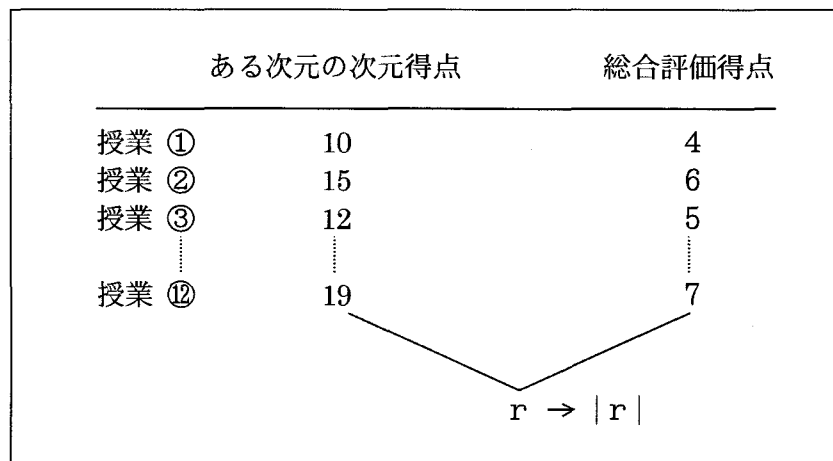 ある次元の次元得点 総合評価得点
授業 ① 10 4
授業 ② 15 6
授業 ③ 12 5
授業 ⑫ 19 7
r → |r|